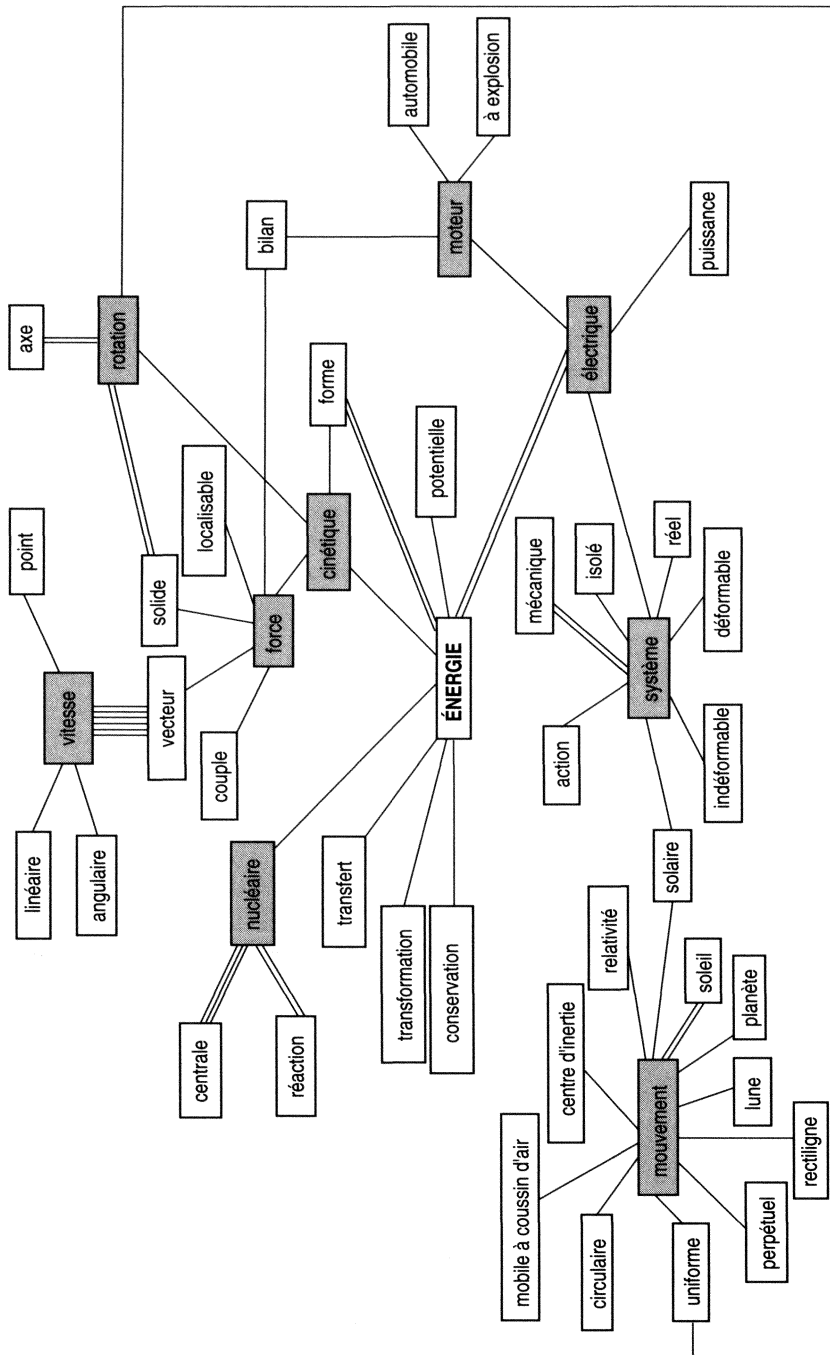 linéaire
angulaire
vitesse
point
vecteur
solide
axe
rotation
couple
force
localisable
bilan
centrale
réaction
nucléaire
cinétique
forme
transfert
transformation
conservation
ÉNERGIE
potentielle
moteur
automobile
à explosion
électrique
puissance
action
mécanique
isolé
réel
système
déformable
indéformable
solaire
mobile à coussin d'air
centre d'inertie
relativité
circulaire
mouvement
soleil
planète
lune
uniforme
perpétuel
rectiligne